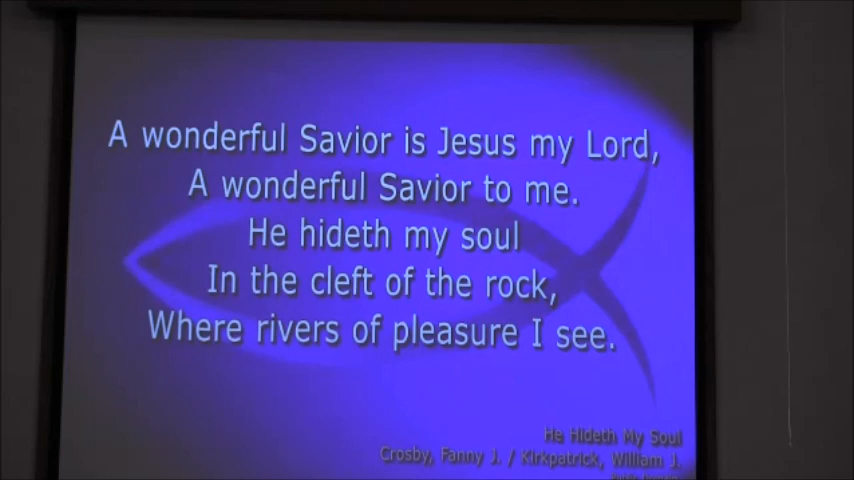 A wonderful Savior is Jesus my Lord,
A wonderful Savior to me.
He hideth my soul
In the cleft of the rock,
Where rivers of pleasure I see.
He Hideth My Soul
Crosby, Fanny J. / Kirkpatrick, William J.